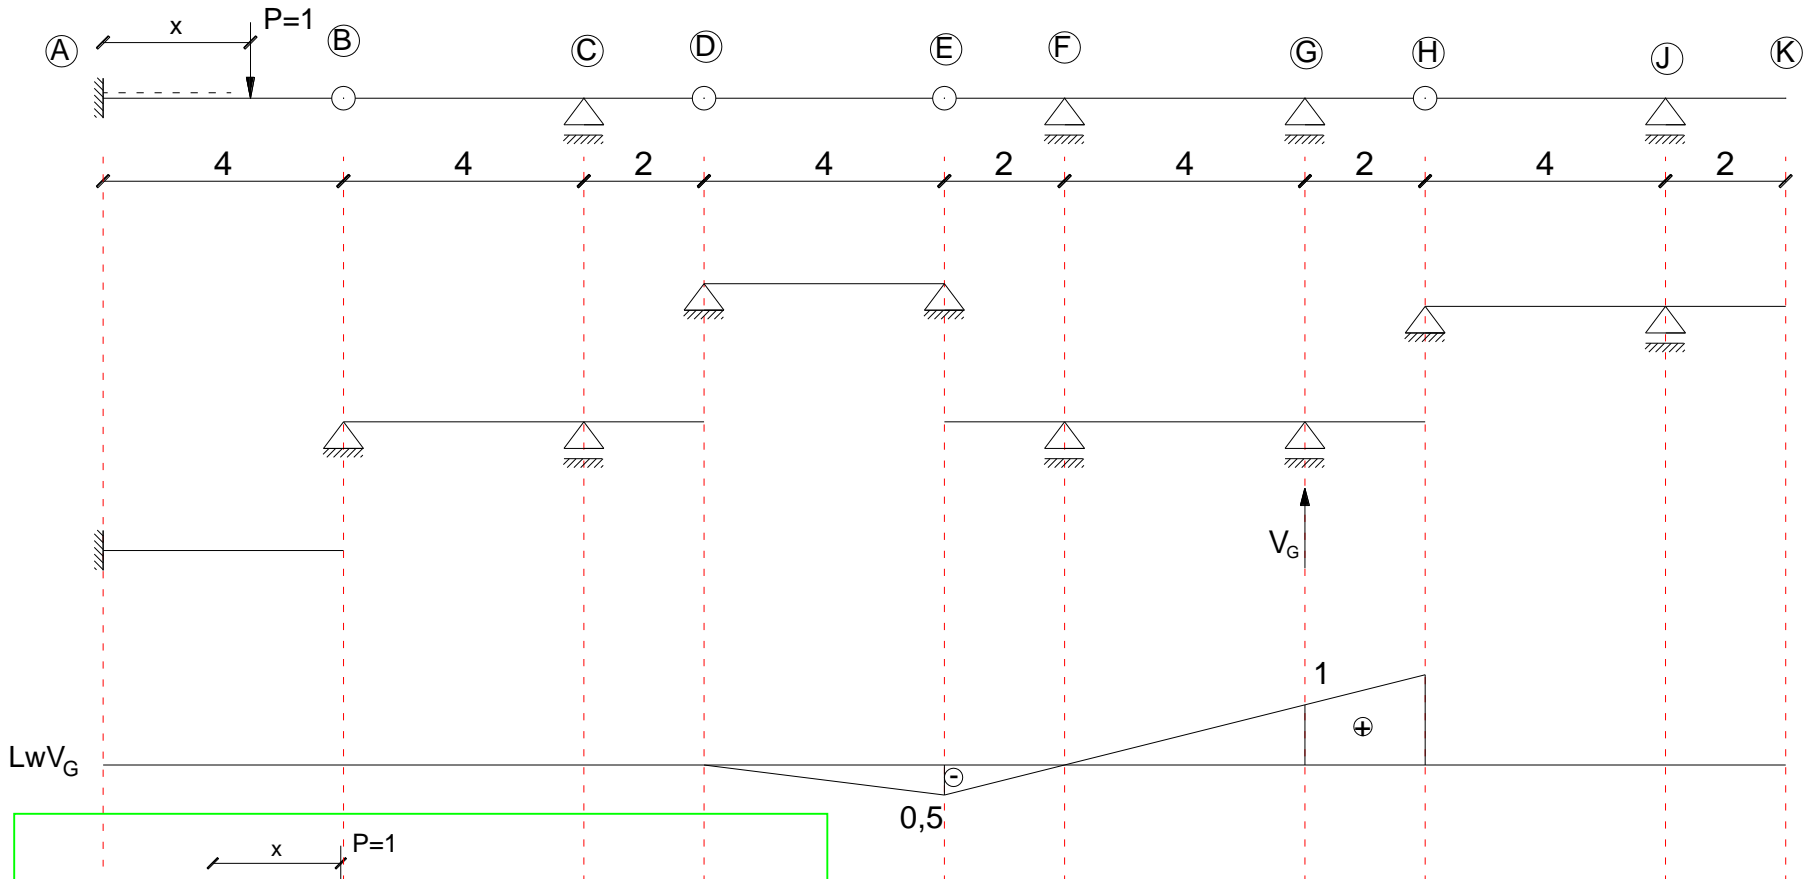 x P=1
A B C D E F G H J K
4 4 2 4 2 4 2 4 2
V_G
1
+
LwV_G
-
0,5
x P=1